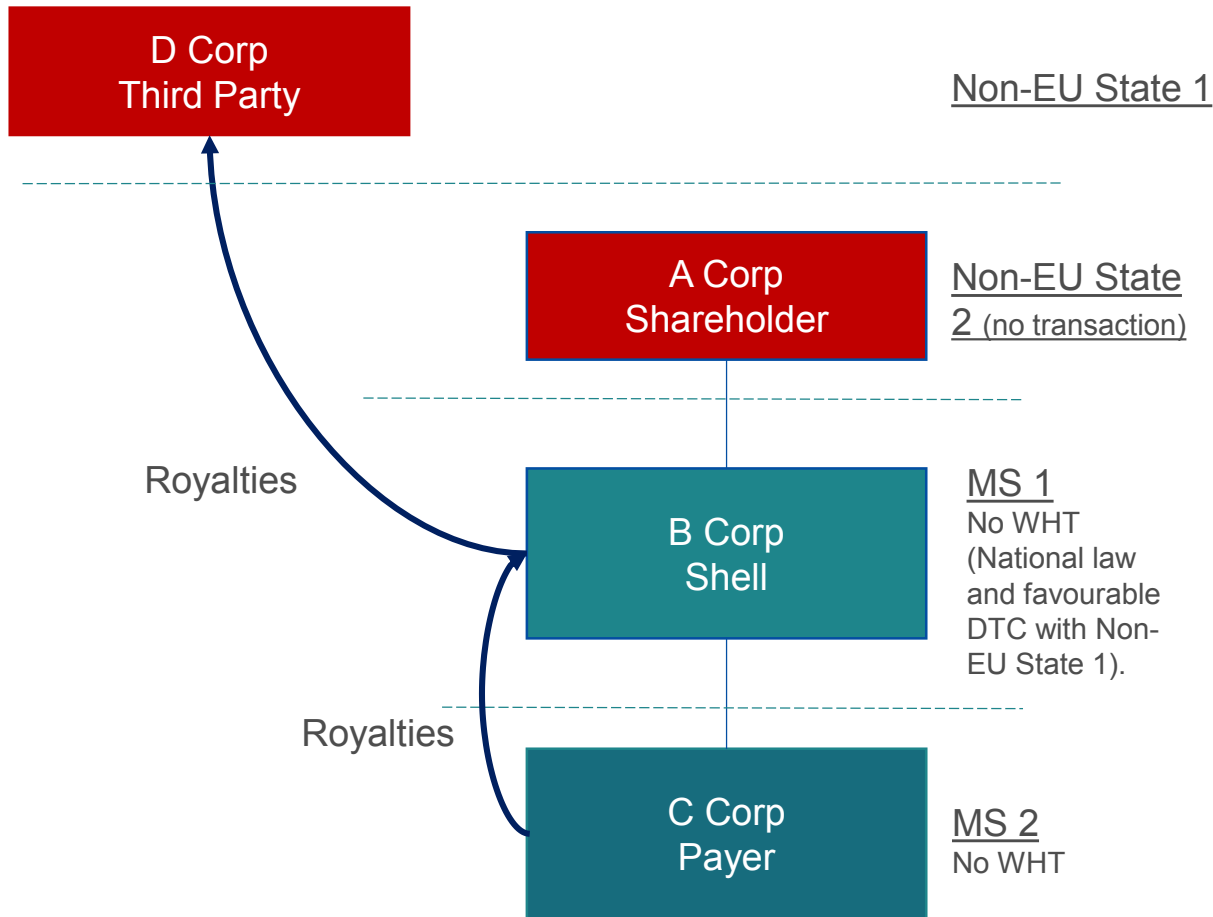 D Corp
Third Party
Non-EU State 1
A Corp
Shareholder
Non-EU State
2 (no transaction)
Royalties
B Corp
Shell
MS 1
No WHT
(National law
and favourable
DTC with Non-
EU State 1).
Royalties
C Corp
Payer
MS 2
No WHT